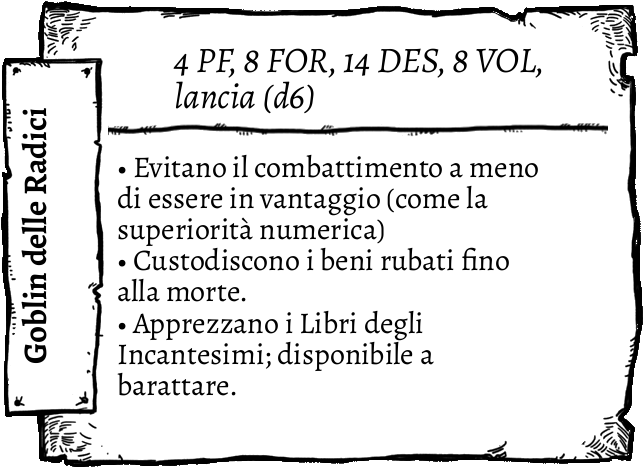 Goblin delle Radici
4 PF, 8 FOR, 14 DES, 8 VOL,
lancia (d6)
• Evitano il combattimento a meno
di essere in vantaggio (come la
superiorità numerica)
• Custodiscono i beni rubati fino
alla morte.
• Apprezzano i Libri degli
Incantesimi; disponibile a
barattare.